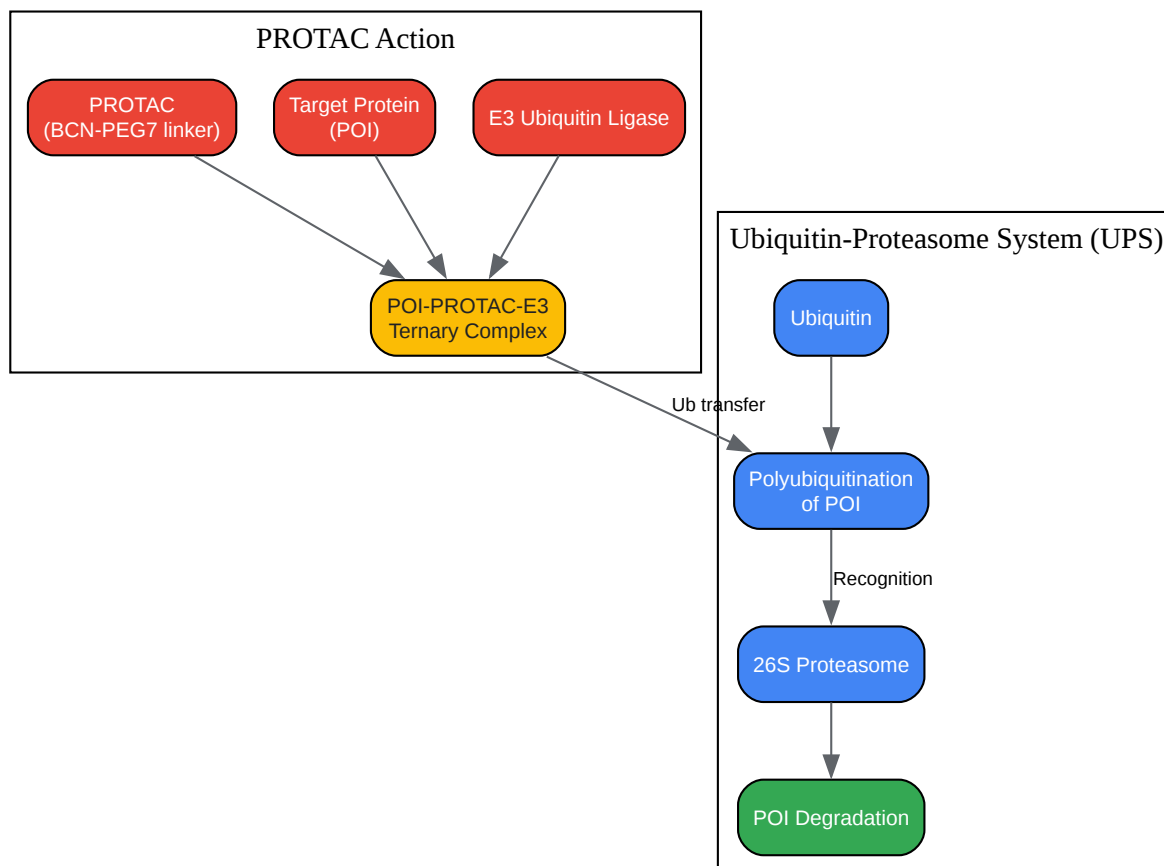 PROTAC Action
PROTAC
(BCN-PEG7 linker)
Target Protein
(POI)
E3 Ubiquitin Ligase
POI-PROTAC-E3
Ternary Complex
Ub transfer
Ubiquitin-Proteasome System (UPS)
Ubiquitin
Polyubiquitination
of POI
Recognition
26S Proteasome
POI Degradation